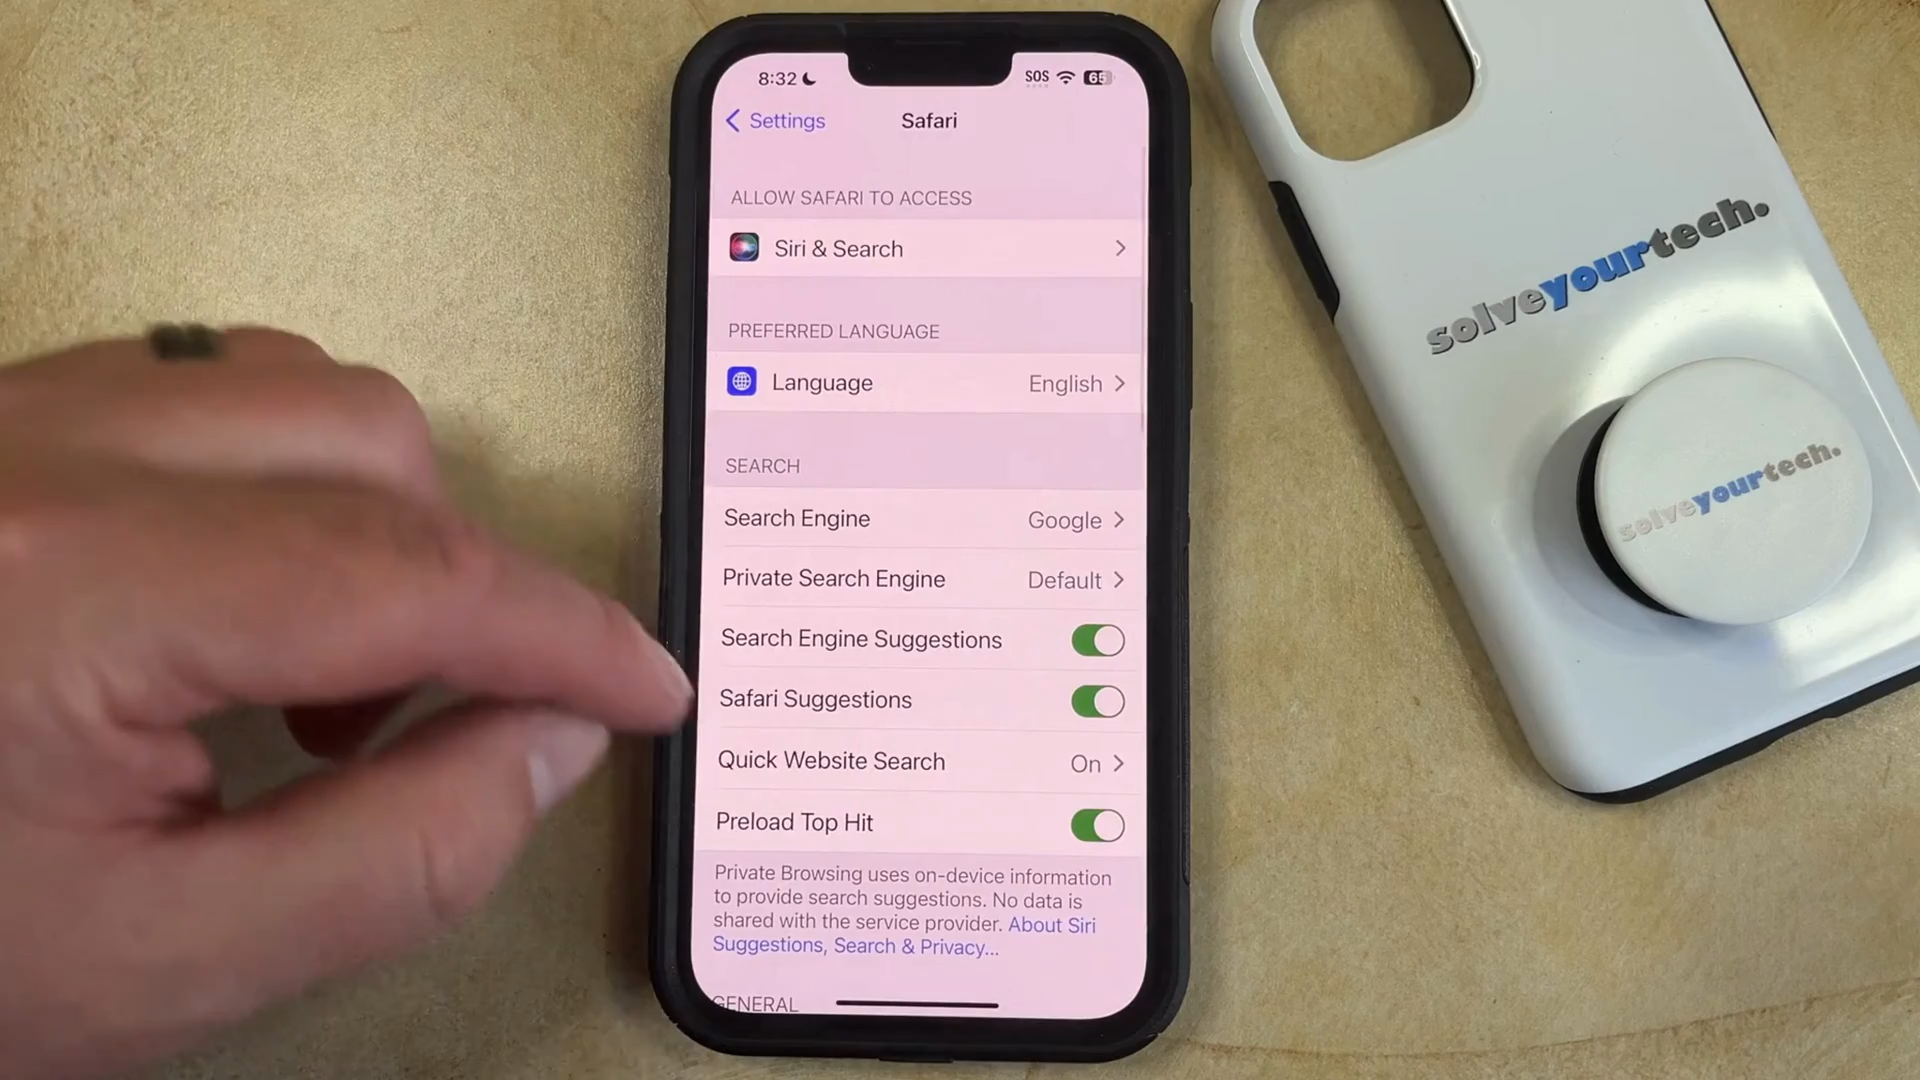 8:32
SOS
65
Settings
Safari
ALLOW SAFARI TO ACCESS
Siri & Search
PREFERRED LANGUAGE
Language English
SEARCH
Search Engine Google
Private Search Engine Default
Search Engine Suggestions
Safari Suggestions
Quick Website Search On
Preload Top Hit
Private Browsing uses on-device information
to provide search suggestions. No data is
shared with the service provider. About Siri
Suggestions, Search & Privacy...
GENERAL
solveyourtech.
solveyourtech.